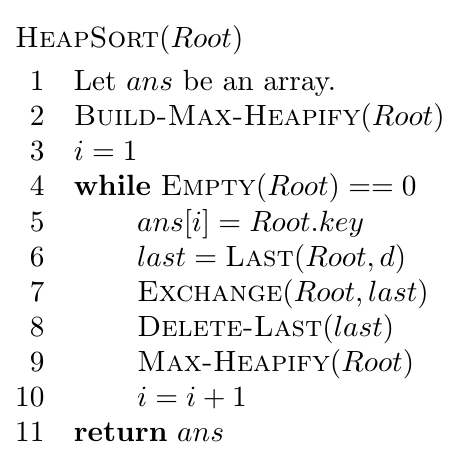 HEAPSORT(Root)
1 Let ans be an array.
2 BUILD-MAX-HEAPIFY(Root)
3 i = 1
4 while EMPTY(Root) == 0
5 ans[i] = Root.key
6 last = LAST(Root, d)
7 EXCHANGE(Root, last)
8 DELETE-LAST(last)
9 MAX-HEAPIFY(Root)
10 i = i + 1
11 return ans